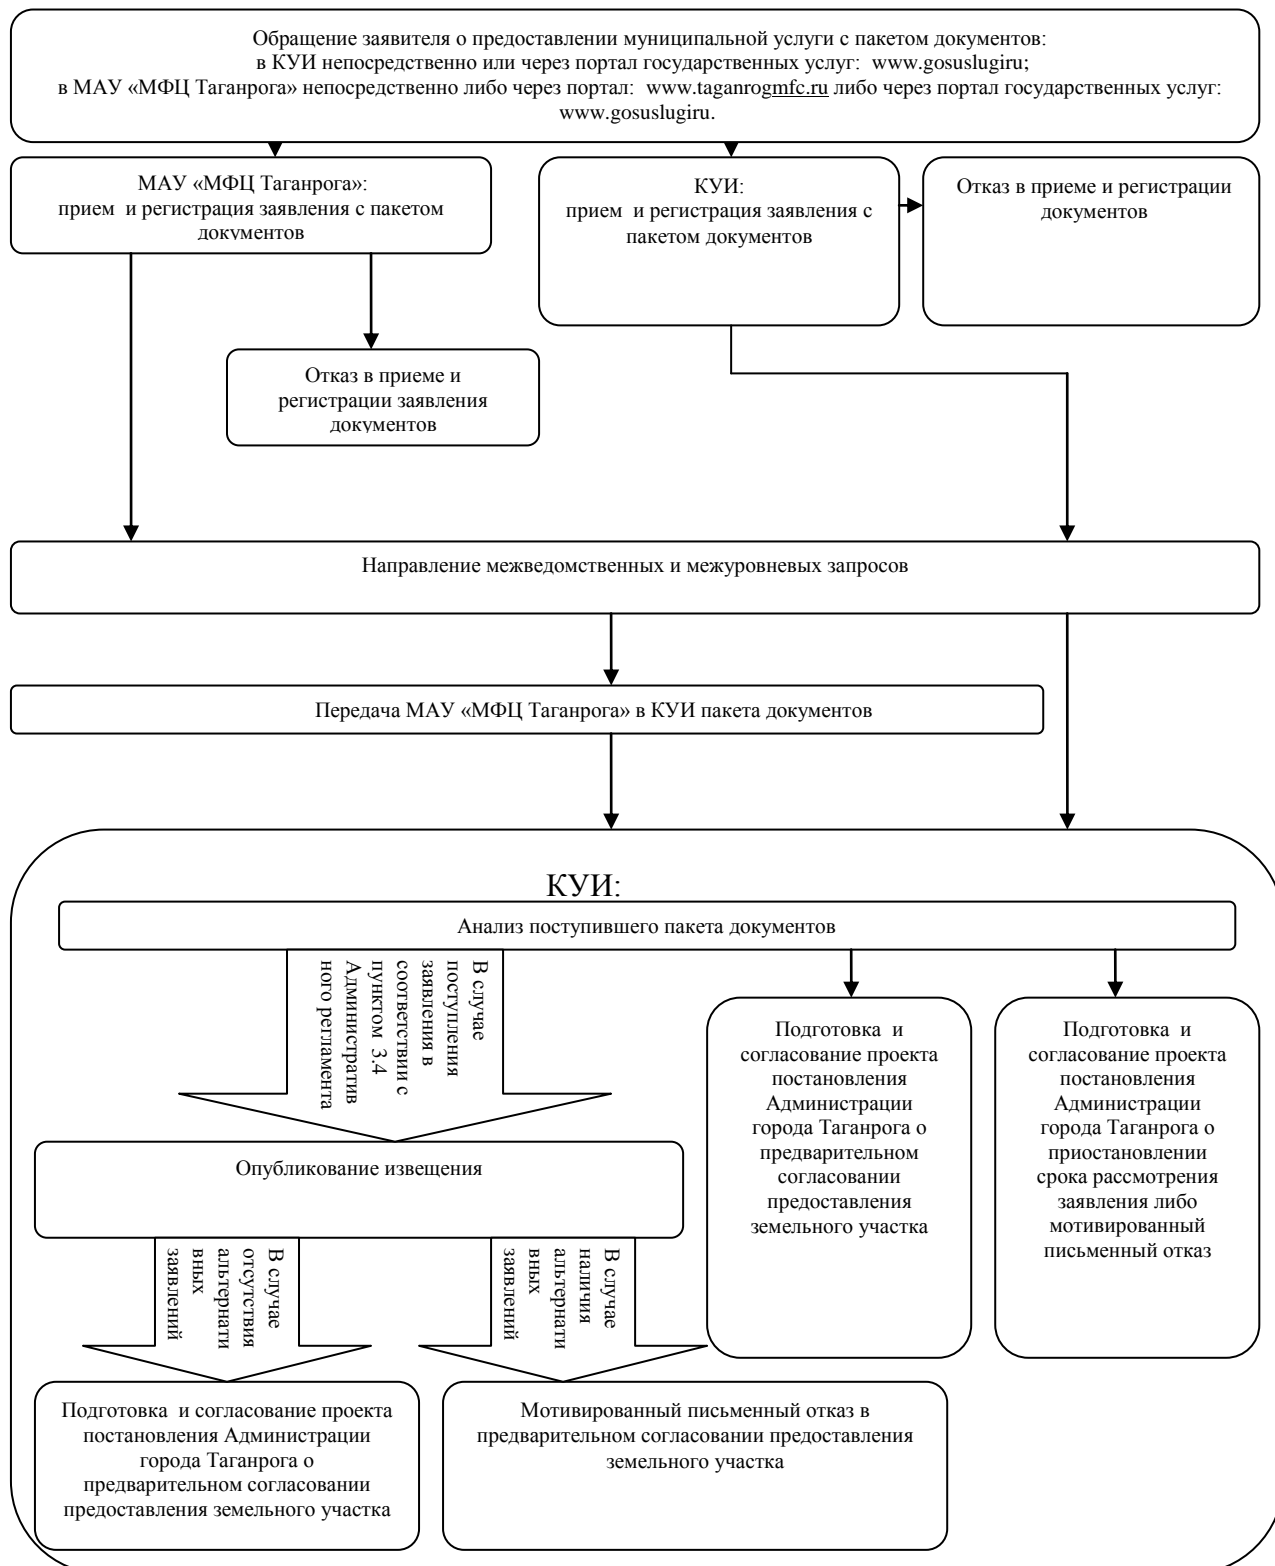 Обращение заявителя о предоставлении муниципальной услуги с пакетом документов:
в КУИ непосредственно или через портал государственных услуг: www.gosuslugiru;
в МАУ «МФЦ Таганрога» непосредственно либо через портал: www.taganrogmfc.ru либо через портал государственных услуг:
www.gosuslugiru.
МАУ «МФЦ Таганрога»:
прием и регистрация заявления с пакетом
документов
КУИ:
прием и регистрация заявления с
пакетом документов
Отказ в приеме и регистрации
документов
Отказ в приеме и
регистрации заявления
документов
Направление межведомственных и межуровневых запросов
Передача МАУ «МФЦ Таганрога» в КУИ пакета документов
КУИ:
Анализ поступившего пакета документов
В случае
поступления
заявления в
соответствии с
пунктом 3.4
Административ
ного регламента
Подготовка и
согласование проекта
постановления
Администрации
города Таганрога о
предварительном
согласовании
предоставления
земельного участка
Подготовка и
согласование проекта
постановления
Администрации
города Таганрога о
приостановлении
срока рассмотрения
заявления либо
мотивированный
письменный отказ
Опубликование извещения
В случае
отсутствия
альтернати
вных
заявлений
В случае
наличия
альтернати
вных
заявлений
Подготовка и согласование проекта
постановления Администрации
города Таганрога о
предварительном согласовании
предоставления земельного участка
Мотивированный письменный отказ в
предварительном согласовании предоставления
земельного участка